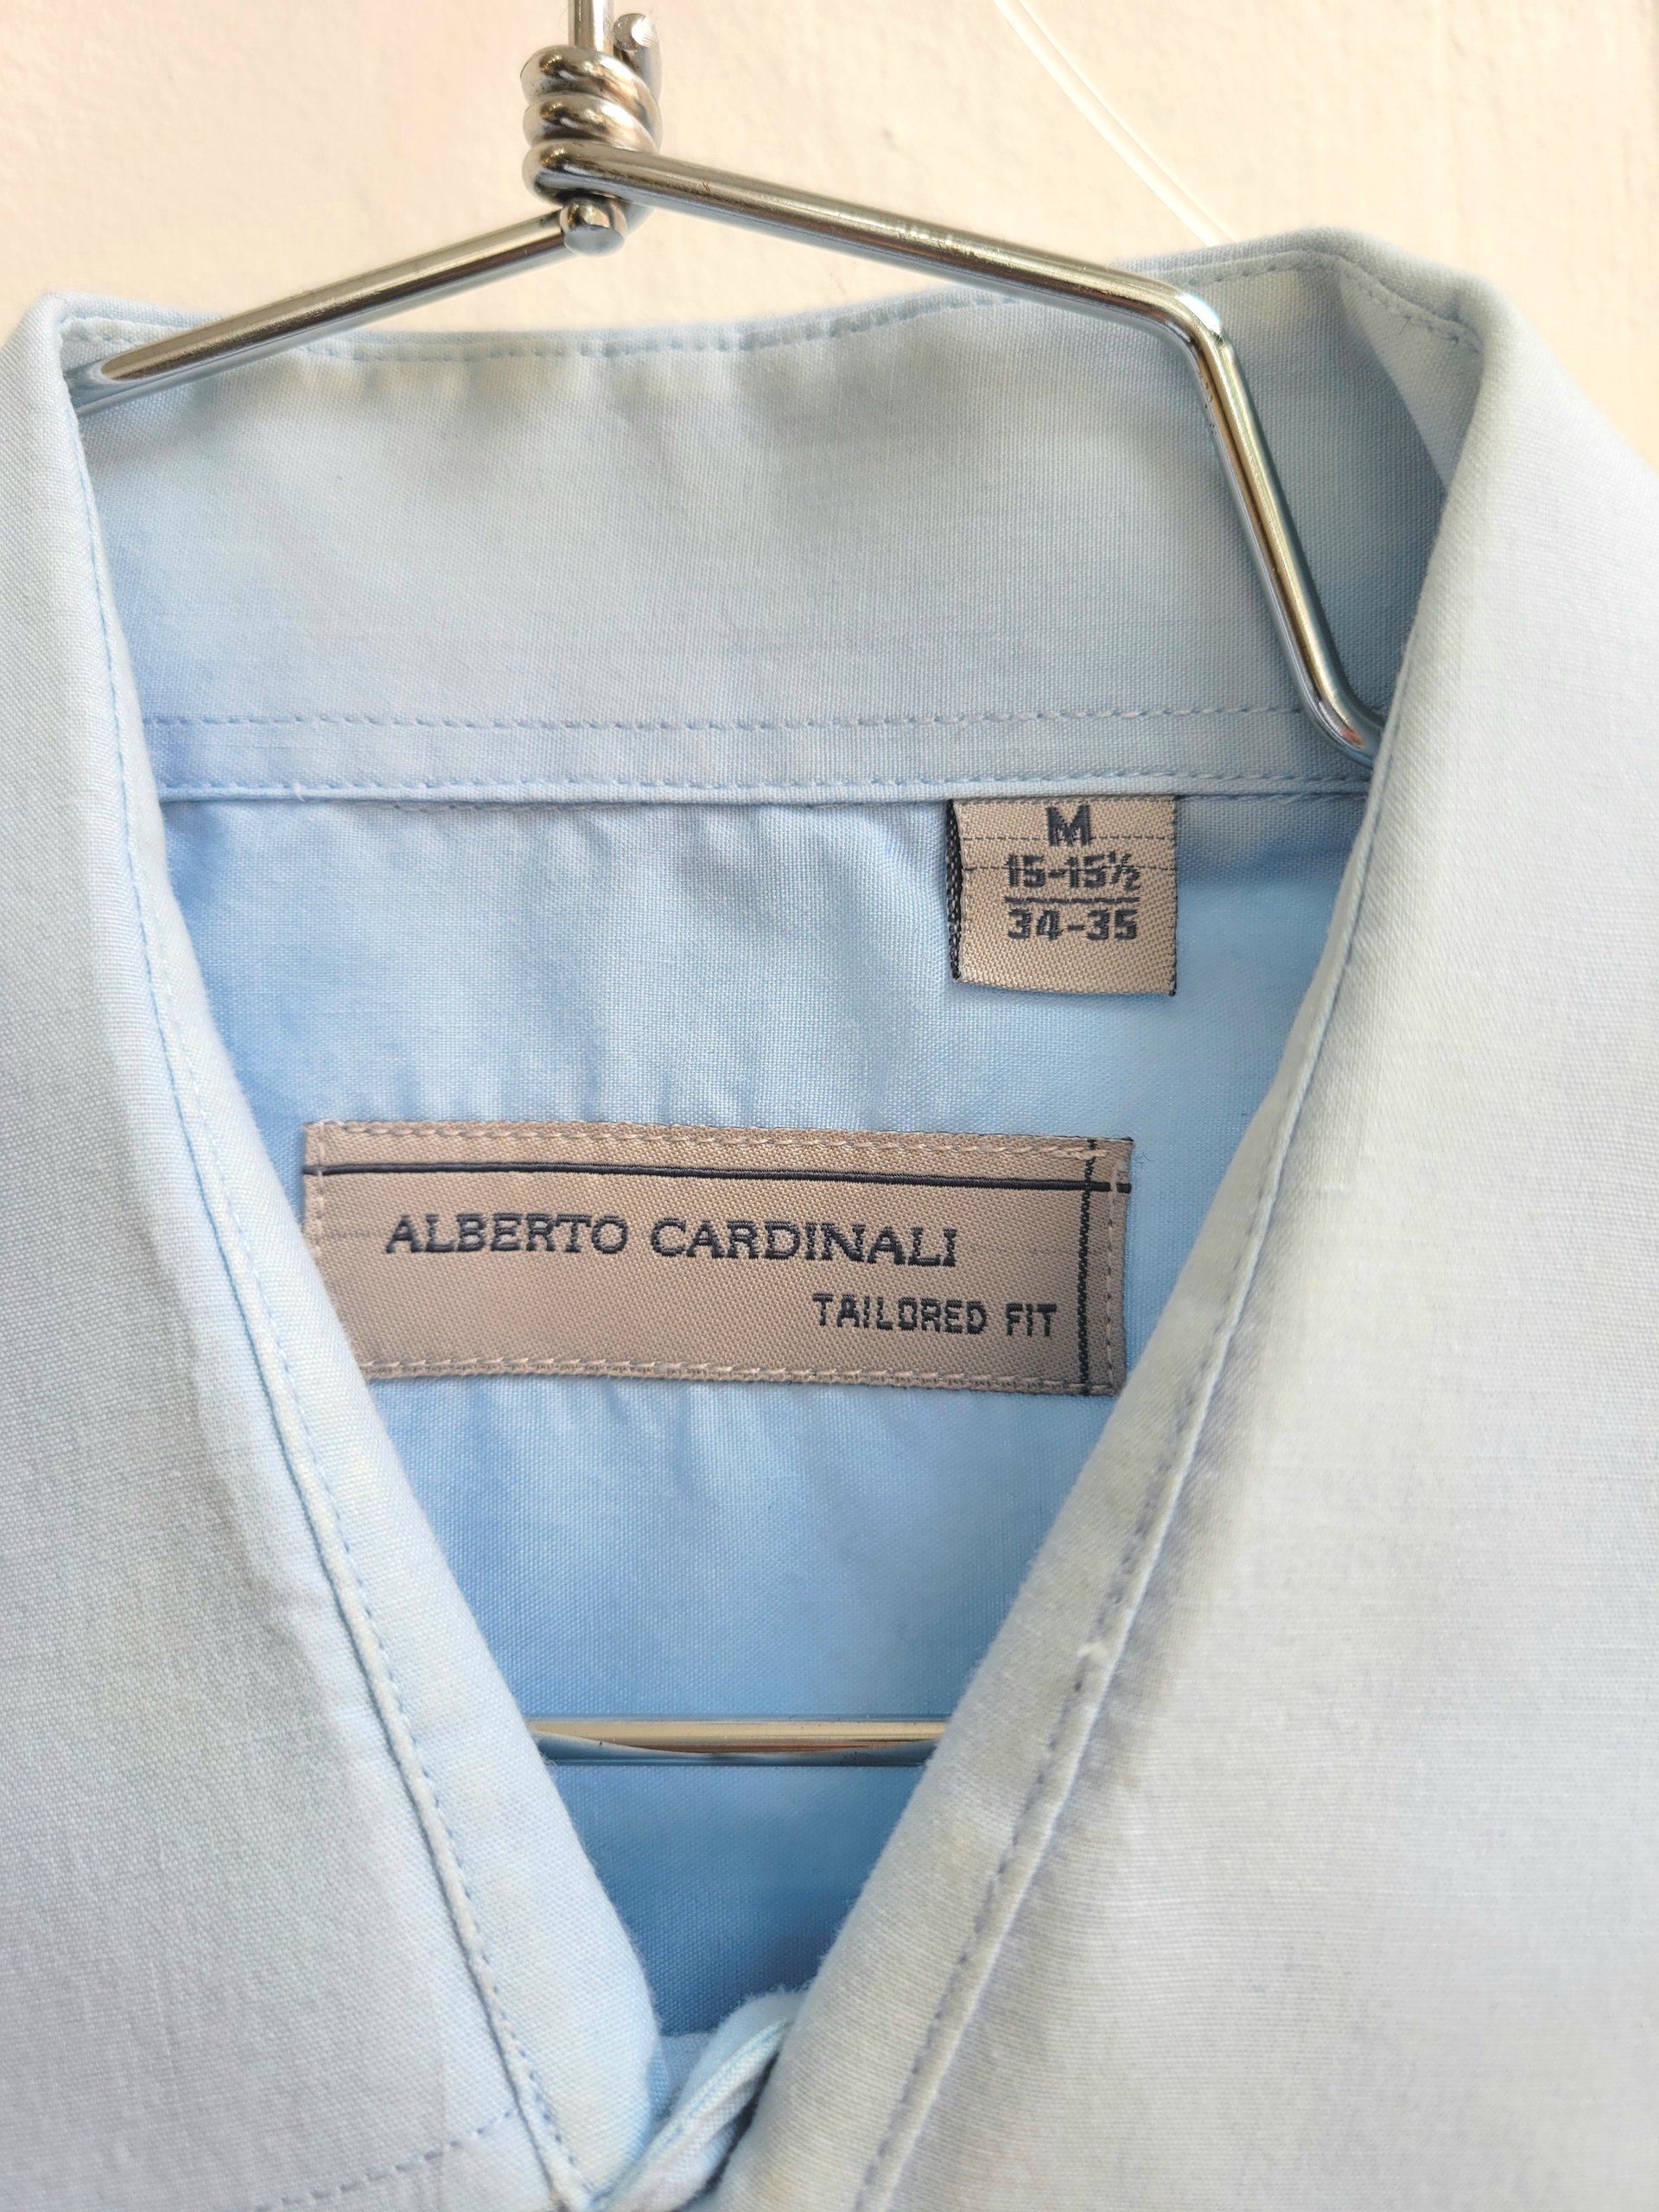 M
15-15½
34-35
ALBERTO CARDINALI
TAILORED FIT